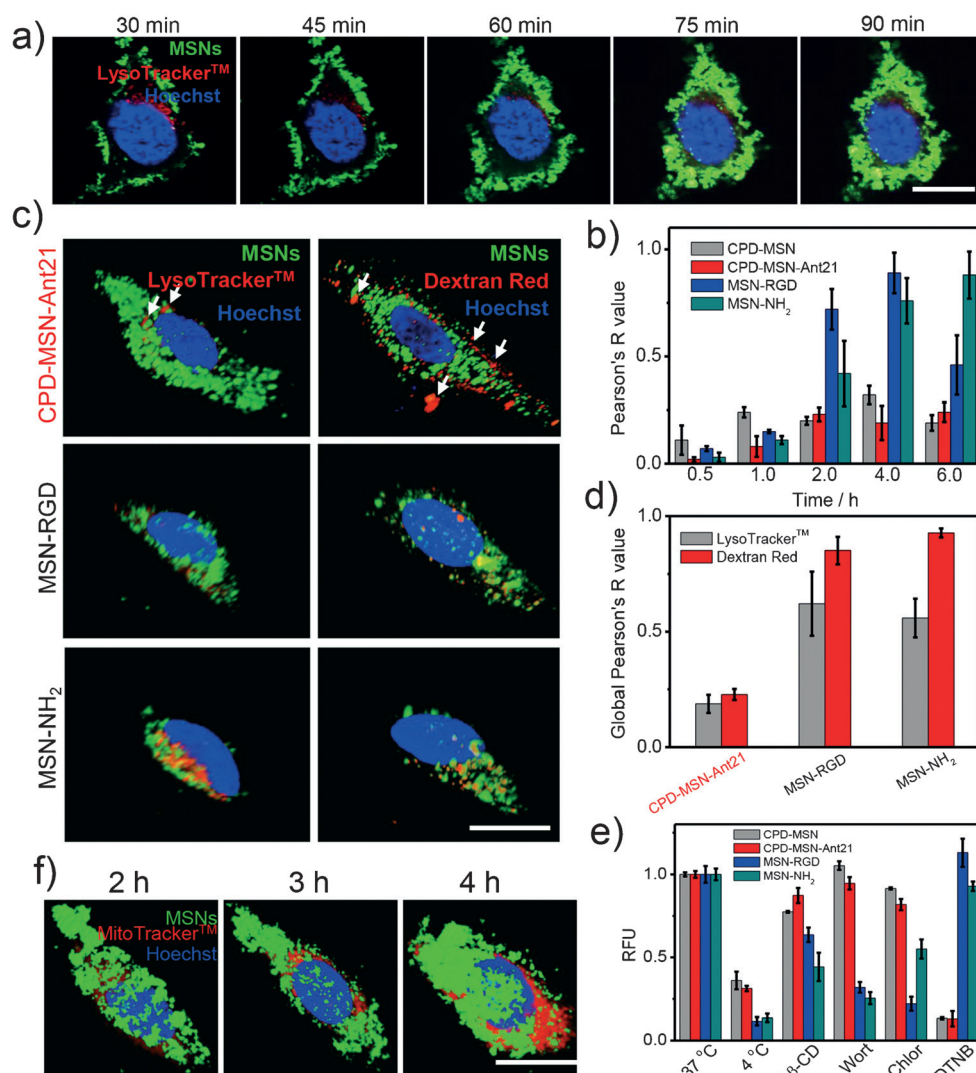 a)
30 min
45 min
60 min
75 min
90 min
MSNs
LysoTracker™
Hoechst
c)
CPD-MSN-Ant21
MSNs
LysoTracker™
Hoechst
MSNs
Dextran Red
Hoechst
MSN-RGD
MSN-NH₂
b)
Pearson's R value
1.0
0.5
0.0
CPD-MSN
CPD-MSN-Ant21
MSN-RGD
MSN-NH₂
0.5
1.0
2.0
4.0
6.0
Time / h
d)
Global Pearson's R value
1.0
0.5
0.0
LysoTracker™
Dextran Red
CPD-MSN-Ant21
MSN-RGD
MSN-NH₂
f)
2 h
3 h
4 h
MSNs
MitoTracker™
Hoechst
e)
RFU
1.0
0.5
0.0
CPD-MSN
CPD-MSN-Ant21
MSN-RGD
MSN-NH₂
37 °C
4 °C
β-CD
Wort
Chlor
DTNB